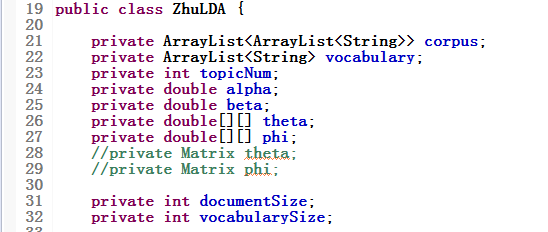 19 public class ZhuLDA {
20
21     private ArrayList<ArrayList<String>> corpus;
22     private ArrayList<String> vocabulary;
23     private int topicNum;
24     private double alpha;
25     private double beta;
26     private double[][] theta;
27     private double[][] phi;
28     //private Matrix theta;
29     //private Matrix phi;
30
31     private int documentSize;
32     private int vocabularySize;